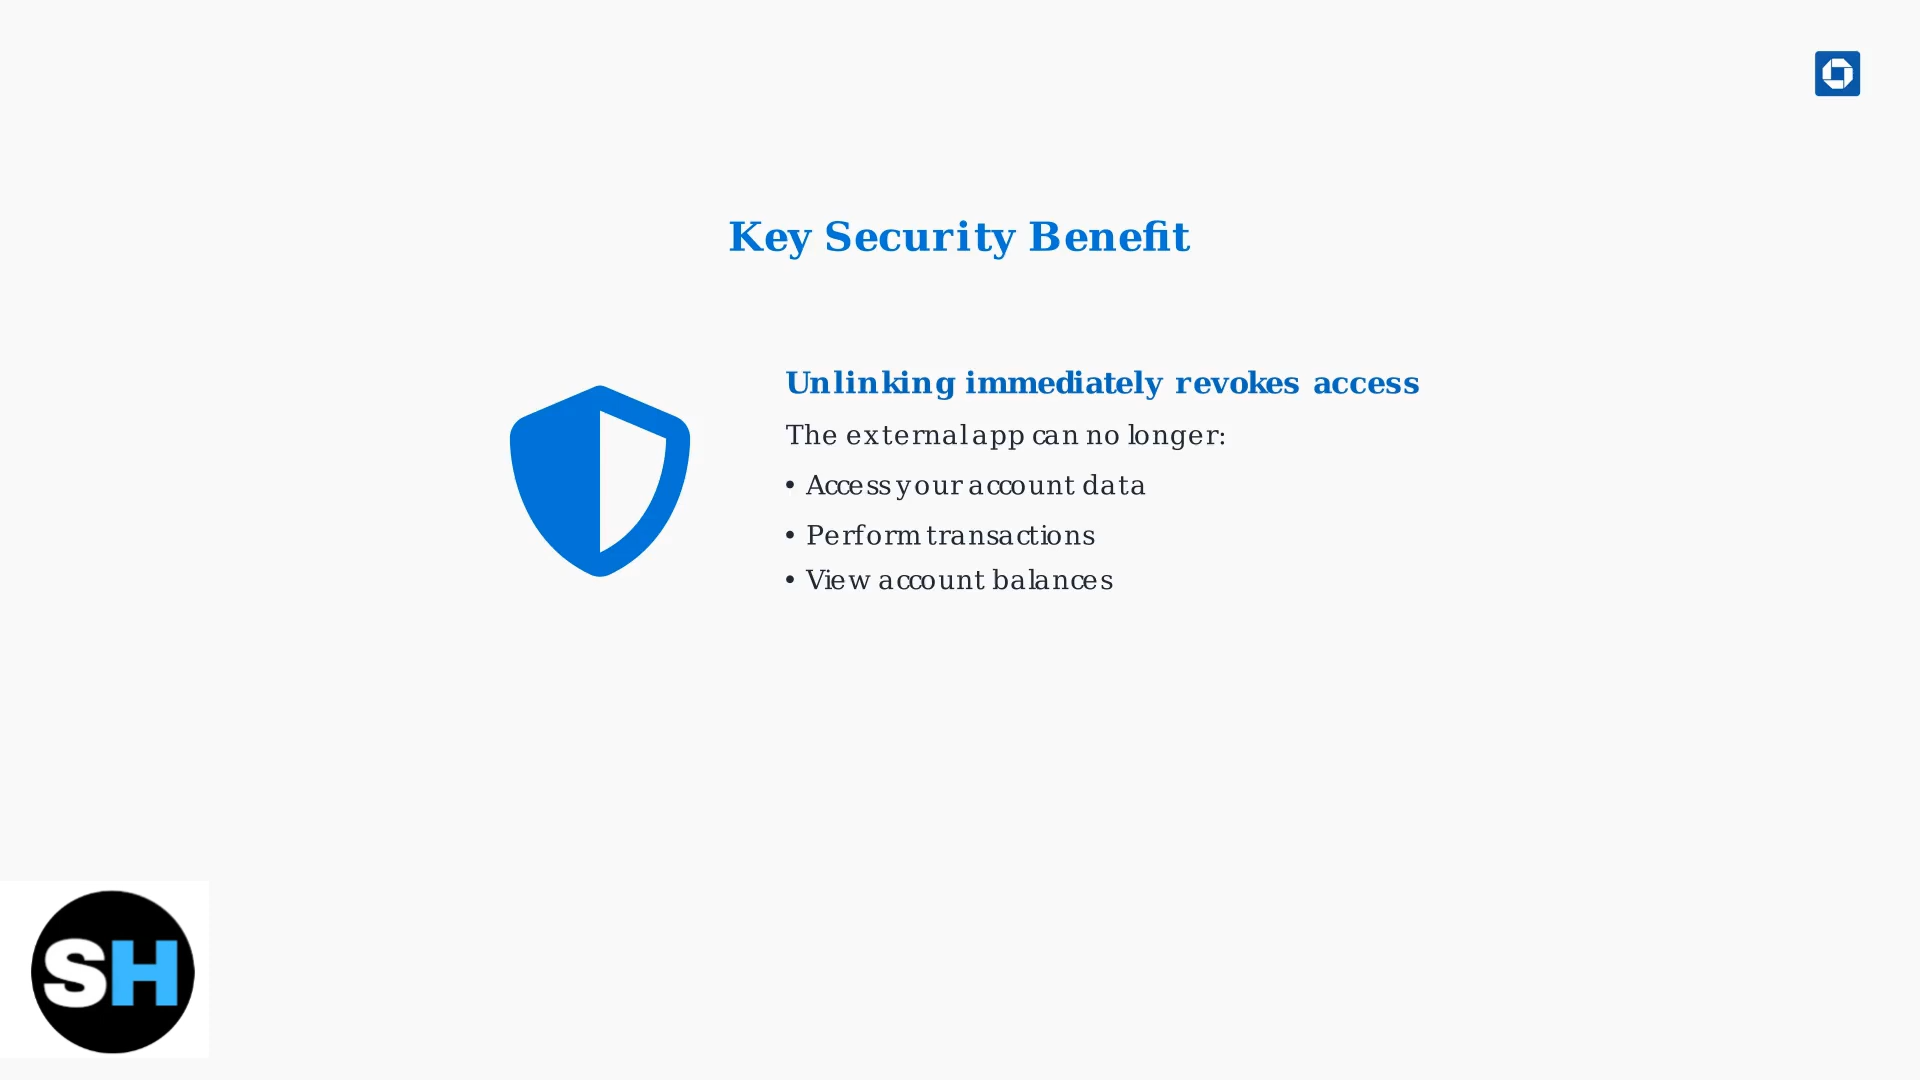 Key Security Benefit
Unlinking immediately revokes access
The external app can no longer:
• Access your account data
• Perform transactions
• View account balances
SH